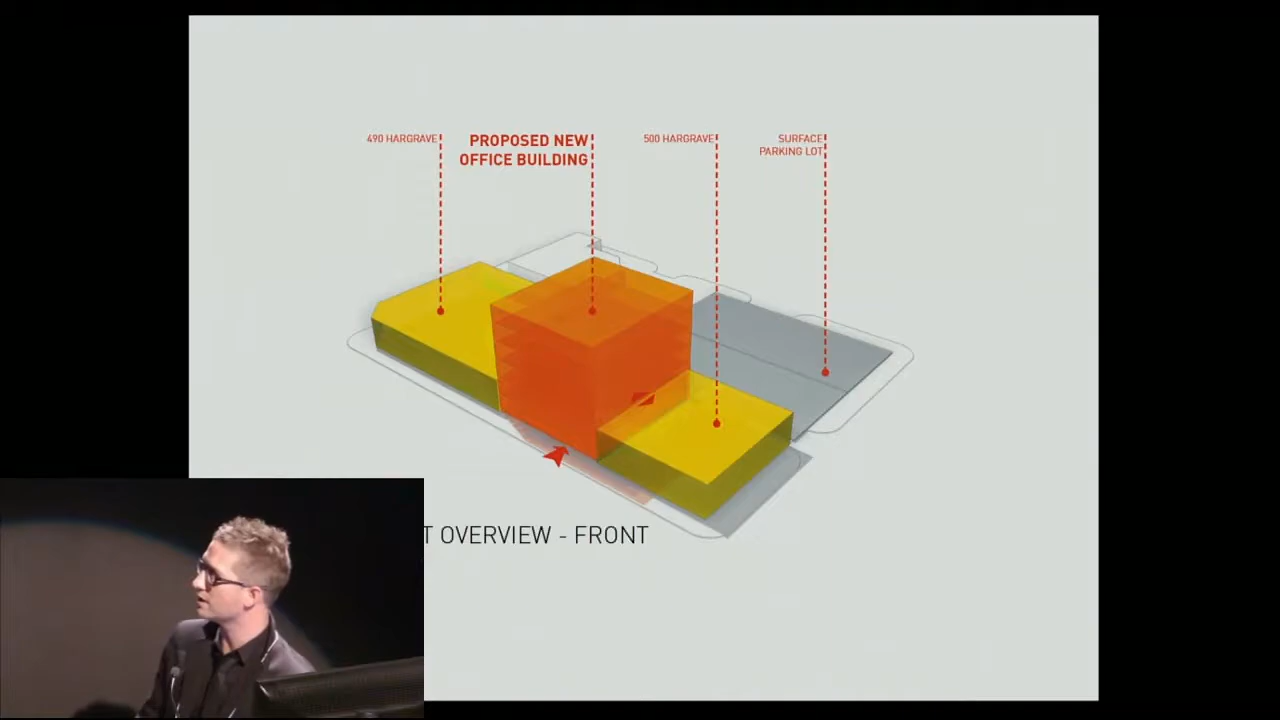 490 HARGRAVE
PROPOSED NEW
OFFICE BUILDING
500 HARGRAVE
SURFACE
PARKING LOT
OVERVIEW - FRONT